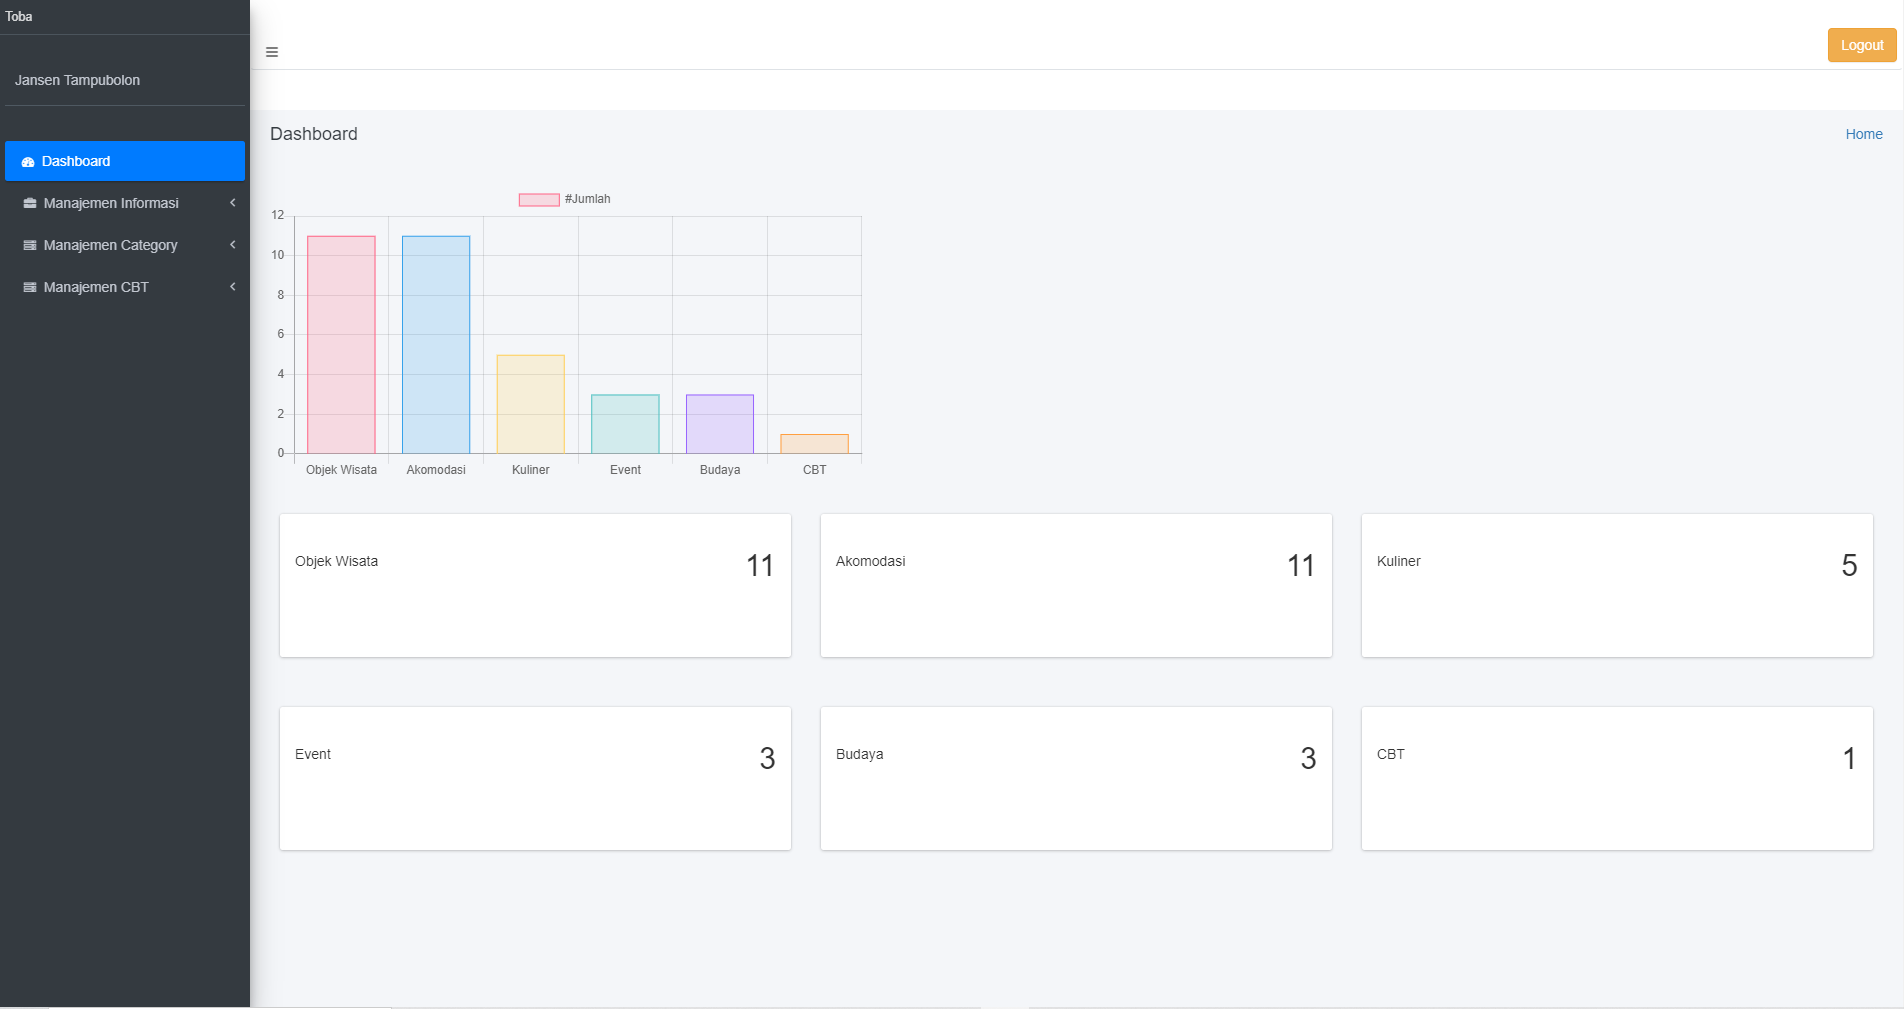 Toba
Logout
Jansen Tampubolon
Dashboard
Home
Dashboard
Manajemen Informasi
Manajemen Category
Manajemen CBT
#Jumlah
12
10
8
6
4
2
0
Objek Wisata Akomodasi Kuliner Event Budaya CBT
Objek Wisata 11
Akomodasi 11
Kuliner 5
Event 3
Budaya 3
CBT 1